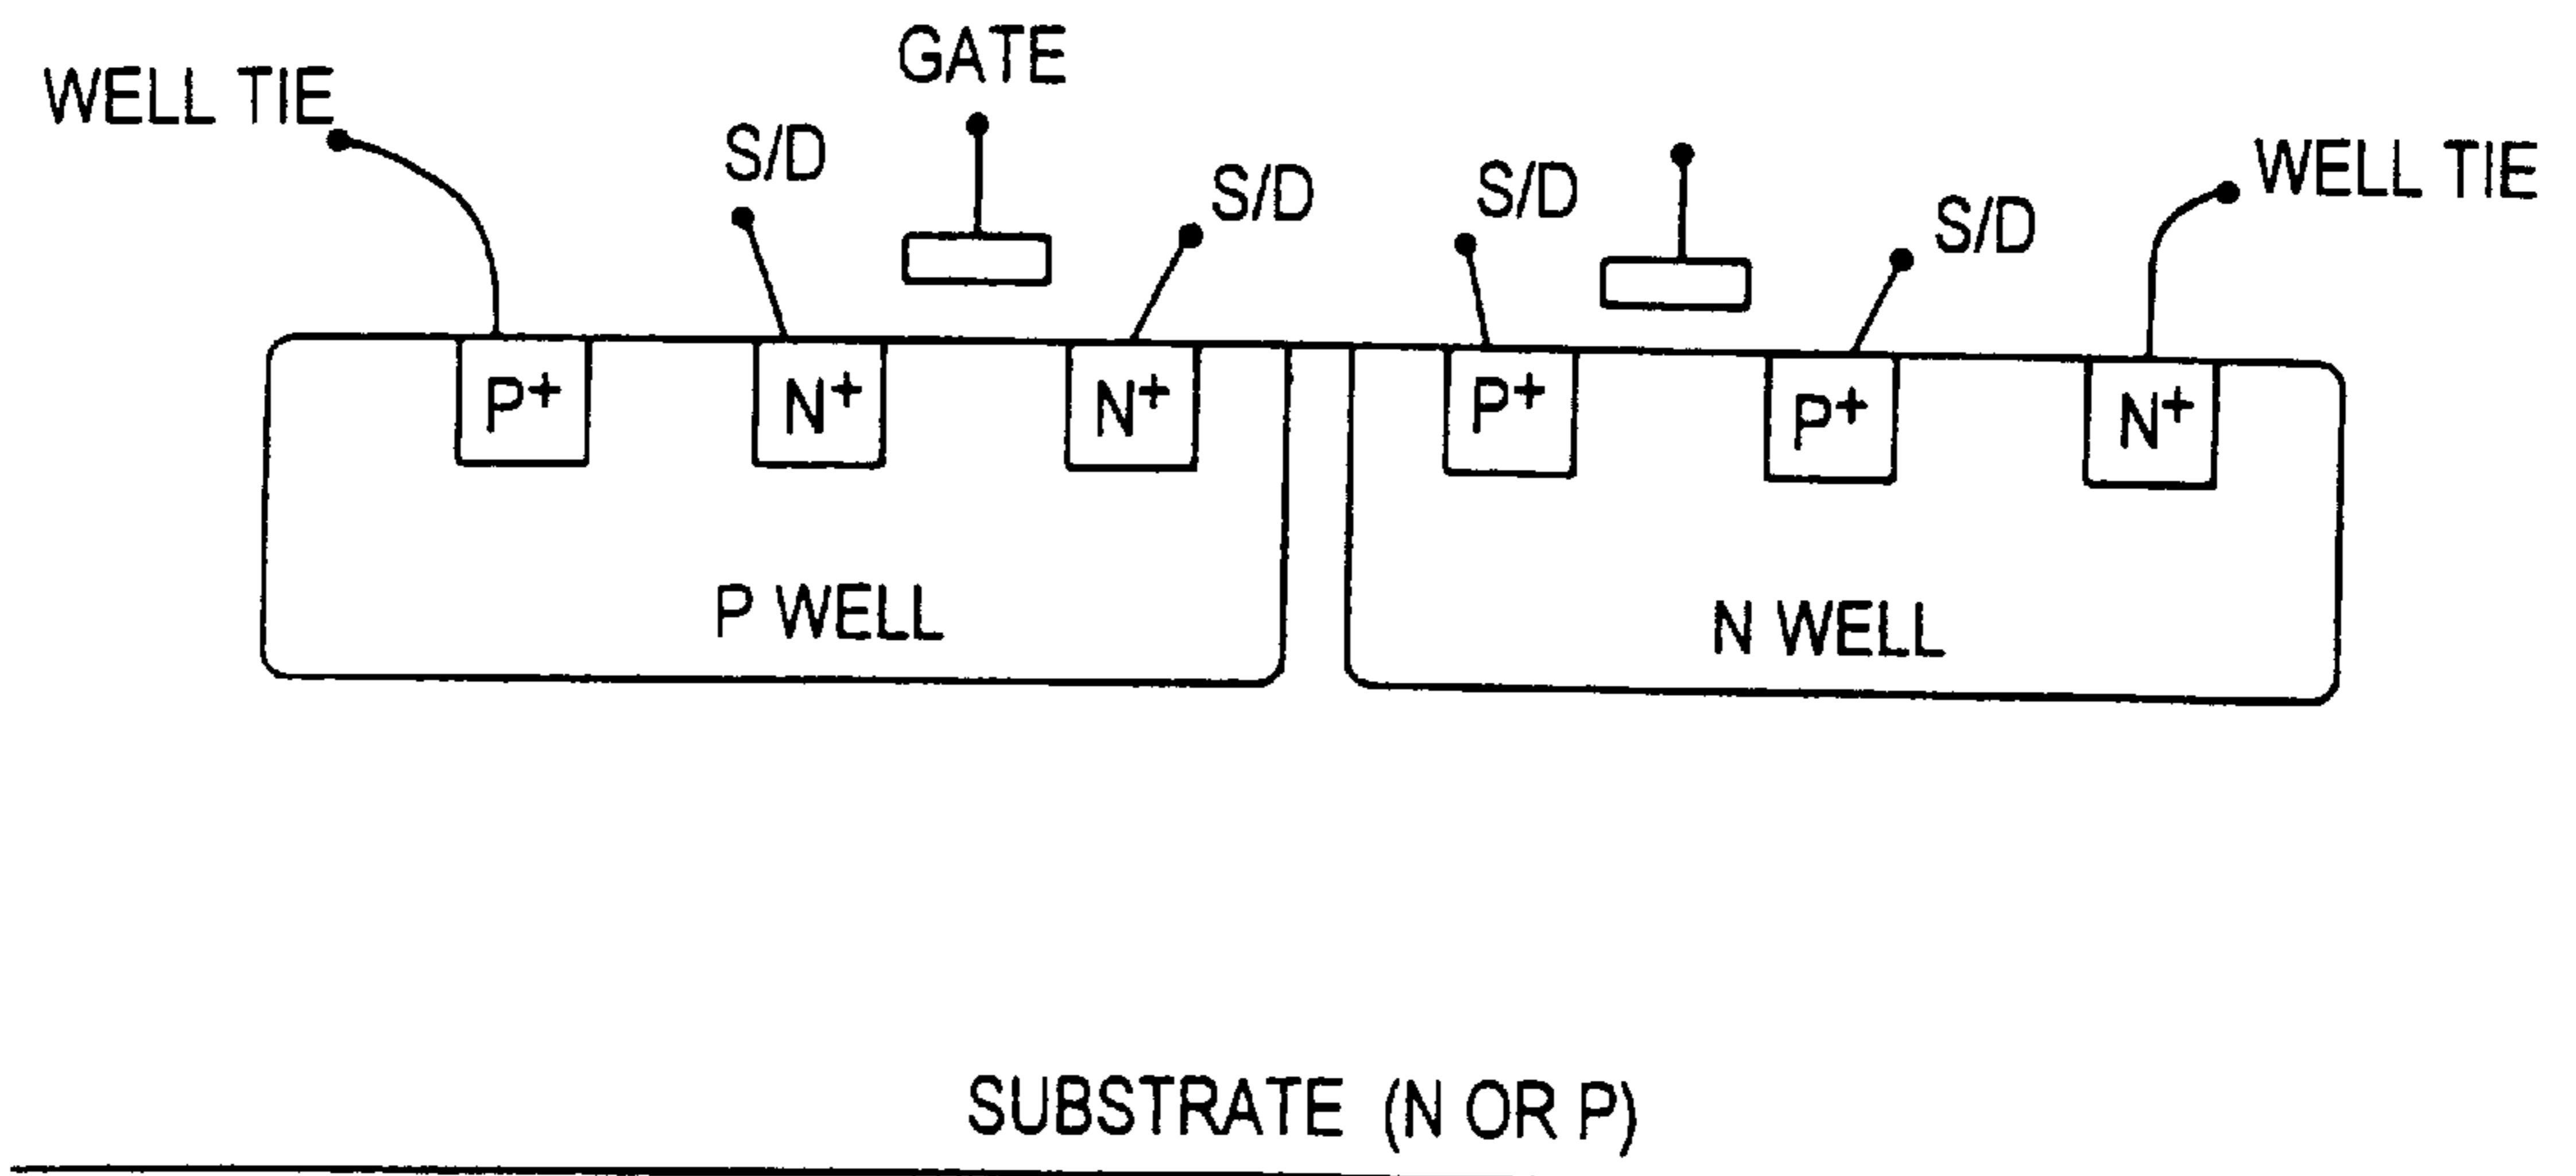 GATE
WELL TIE
S/D
S/D
S/D
S/D
WELL TIE
P+
N+
N+
P+
P+
N+
P WELL
N WELL
SUBSTRATE (N OR P)